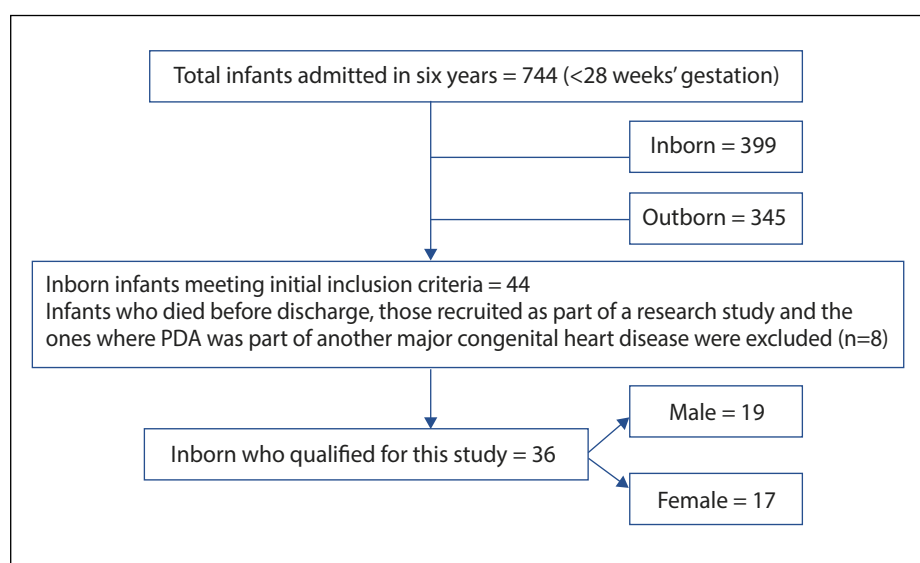 Total infants admitted in six years = 744 (<28 weeks’ gestation)
Inborn = 399
Outborn = 345
Inborn infants meeting initial inclusion criteria = 44
Infants who died before discharge, those recruited as part of a research study and the
ones where PDA was part of another major congenital heart disease were excluded (n=8)
Male = 19
Inborn who qualified for this study = 36
Female = 17